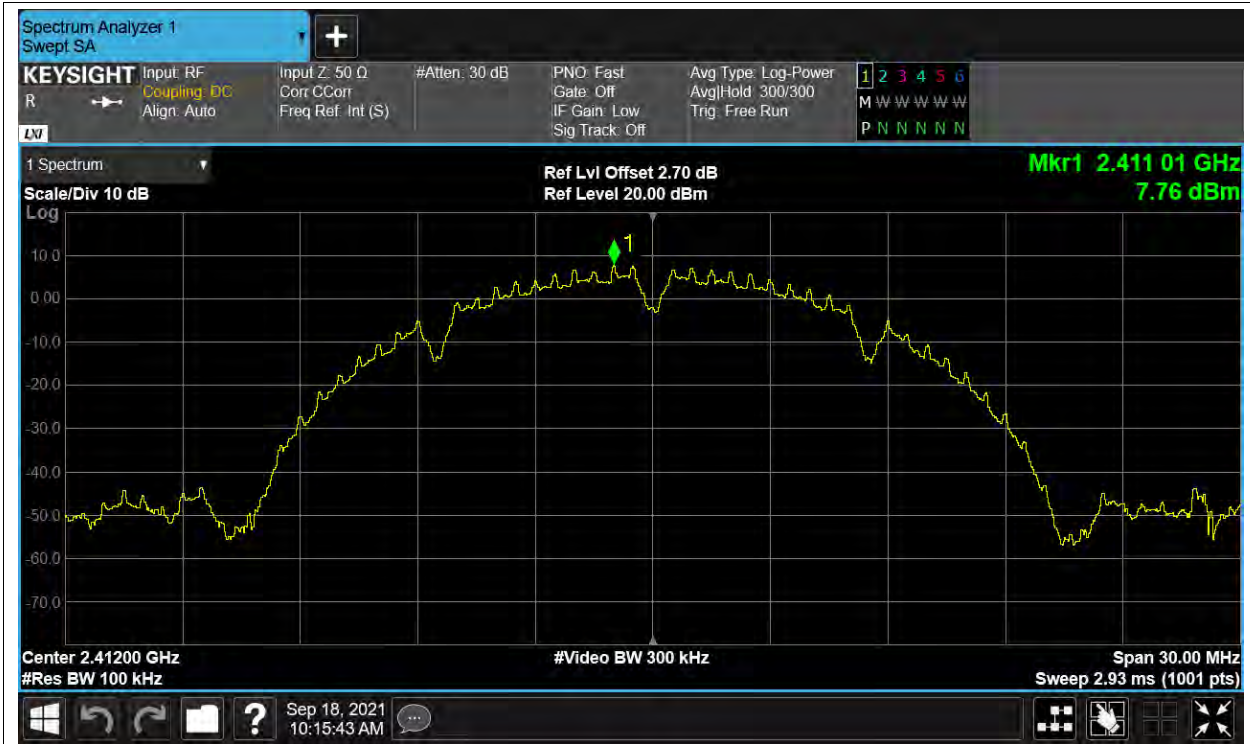 Spectrum Analyzer 1
Swept SA
+
KEYSIGHT
R
LXI
Input: RF
Coupling: DC
Align: Auto
Input Z: 50 Ω
Corr CCorr
Freq Ref: Int (S)
#Atten: 30 dB
PNO: Fast
Gate: Off
IF Gain: Low
Sig Track: Off
Avg Type: Log-Power
Avg|Hold: 300/300
Trig: Free Run
1 2 3 4 5 6
M W W W W W
P N N N N N N
1 Spectrum
Scale/Div 10 dB
Ref Lvl Offset 2.70 dB
Ref Level 20.00 dBm
Mkr1 2.411 01 GHz
7.76 dBm
Log
10.0
0.00
-10.0
-20.0
-30.0
-40.0
-50.0
-60.0
-70.0
1
Center 2.41200 GHz
#Res BW 100 kHz
#Video BW 300 kHz
Span 30.00 MHz
Sweep 2.93 ms (1001 pts)
?
Sep 18, 2021
10:15:43 AM